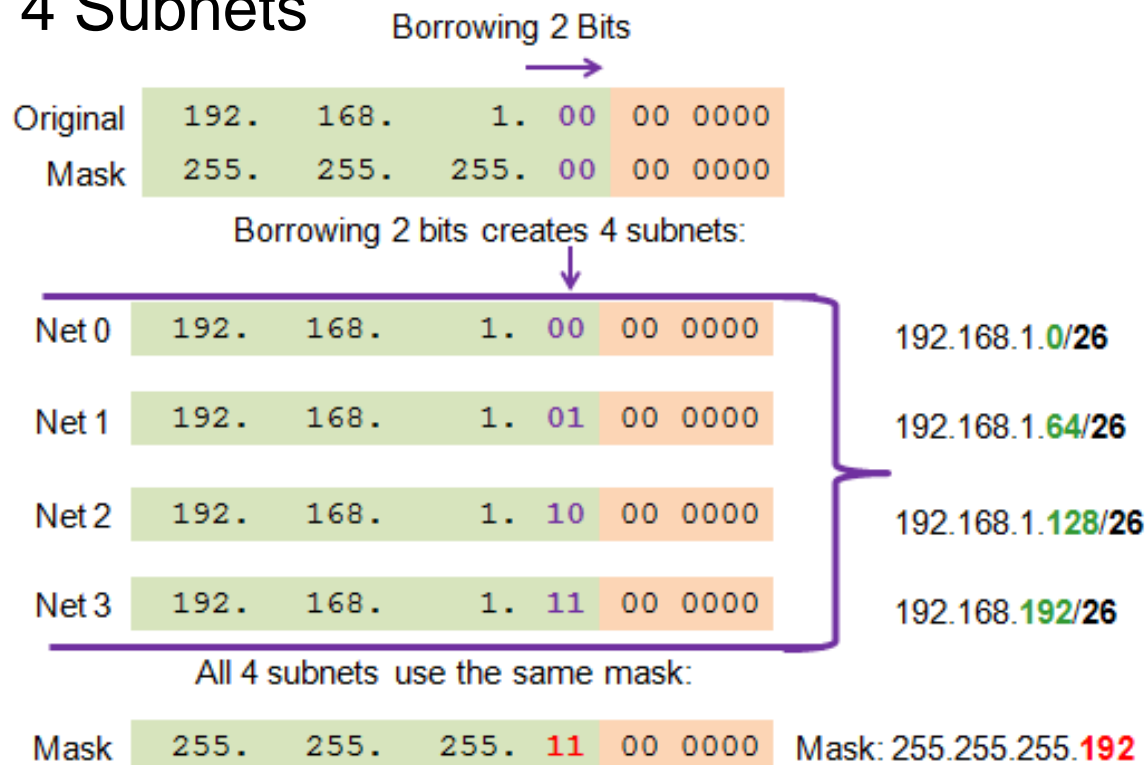 4 Subnets
Borrowing 2 Bits
Original 192. 168. 1. 00 00 0000
Mask 255. 255. 255. 00 00 0000
Borrowing 2 bits creates 4 subnets:
Net 0 192. 168. 1. 00 00 0000 192.168.1.0/26
Net 1 192. 168. 1. 01 00 0000 192.168.1.64/26
Net 2 192. 168. 1. 10 00 0000 192.168.1.128/26
Net 3 192. 168. 1. 11 00 0000 192.168.192/26
All 4 subnets use the same mask:
Mask 255. 255. 255. 11 00 0000 Mask: 255.255.255.192